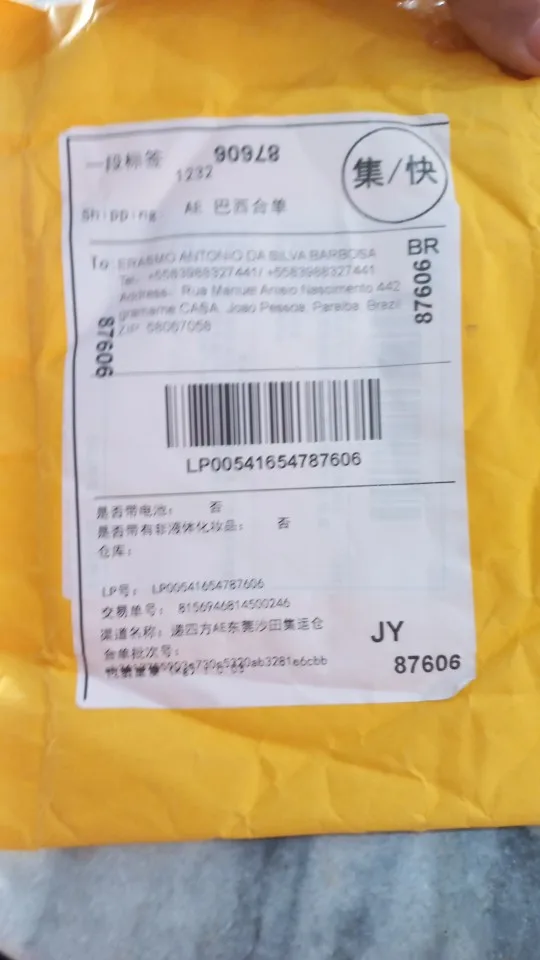 一段标签 87606
1232
集/快
Shipping: AE 巴西合单
BR
To: ERASMO ANTONIO DA SILVA BARBOSA
Tel: +5583988327441/ +5583988327441
Address: Rua Manuel Anisio Nascimento 442
gramame CASA, Joao Pessoa, Paraiba, Brazil
ZIP: 58067058
87606
87606
LP00541654787606
是否带电池: 否
是否带有非液体化妆品: 否
仓库:
LP号: LP00541654787606
交易单号: 8156946814500246
渠道名称: 递四方AE东莞沙田集运仓
JY
合单批次号:
87606